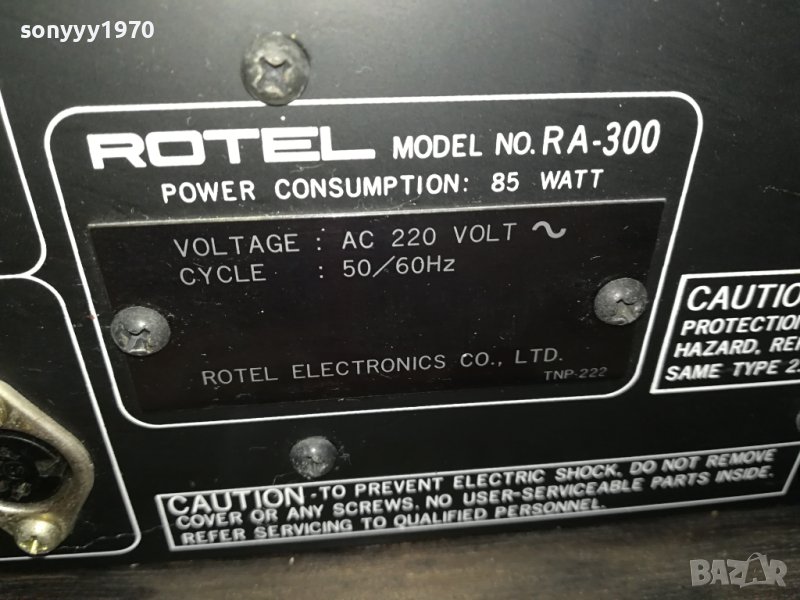 sonyyy1970
ROTEL MODEL NO. RA-300
POWER CONSUMPTION: 85 WATT
VOLTAGE : AC 220 VOLT ~
CYCLE : 50/60Hz
ROTEL ELECTRONICS CO., LTD.
TNP-222
CAUTIO
PROTECTION
HAZARD, REP
SAME TYPE 2
CAUTION-TO PREVENT ELECTRIC SHOCK, DO NOT REMOVE
COVER OR ANY SCREWS. NO USER-SERVICEABLE PARTS INSIDE.
REFER SERVICING TO QUALIFIED PERSONNEL.
BAZAR